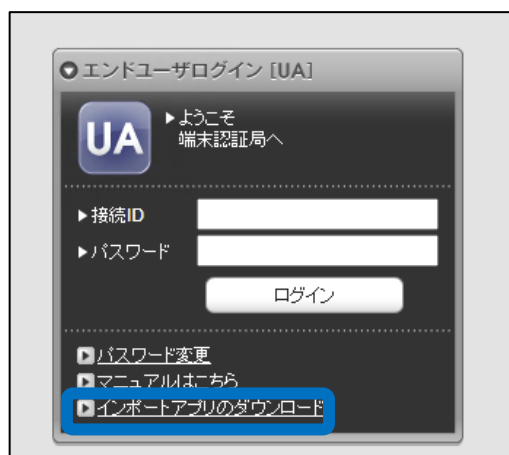 エンドユーザログイン [UA]
UA
ようこそ
端末認証局へ
接続ID
パスワード
ログイン
パスワード変更
マニュアルはこちら
インポートアプリのダウンロード